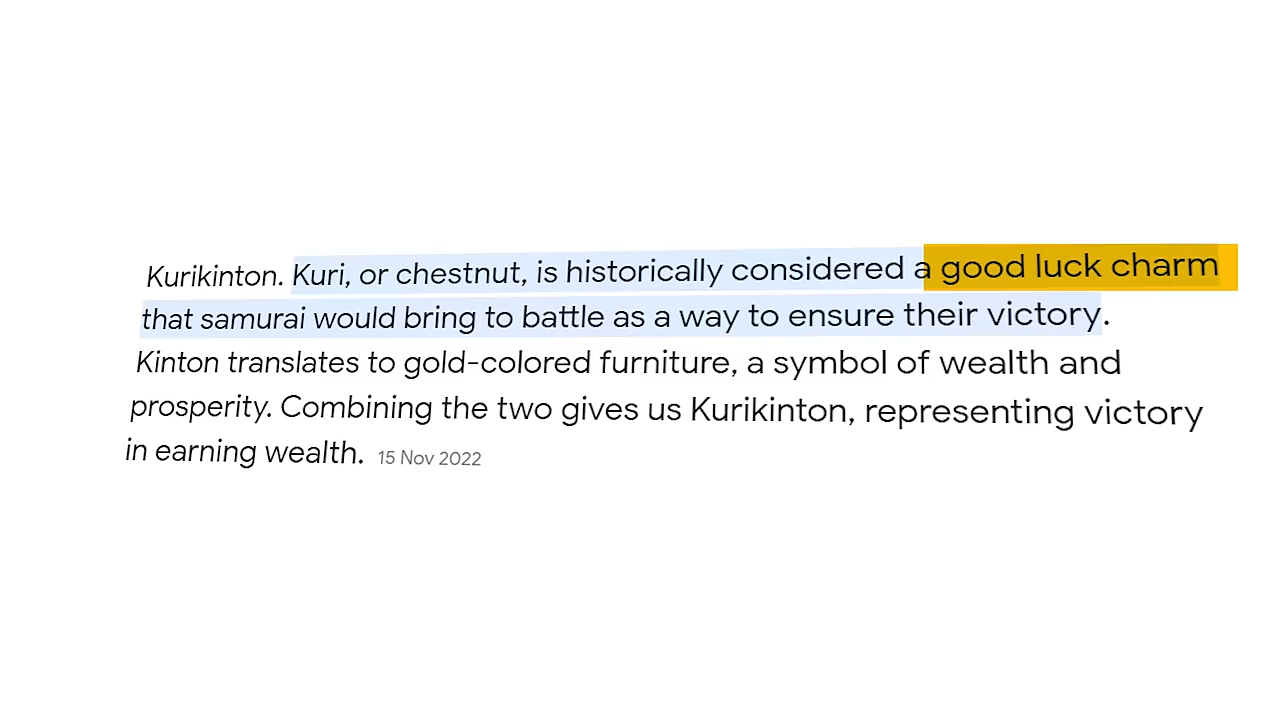 Kurikinton. Kuri, or chestnut, is historically considered a good luck charm
that samurai would bring to battle as a way to ensure their victory.
Kinton translates to gold-colored furniture, a symbol of wealth and
prosperity. Combining the two gives us Kurikinton, representing victory
in earning wealth. 15 Nov 2022